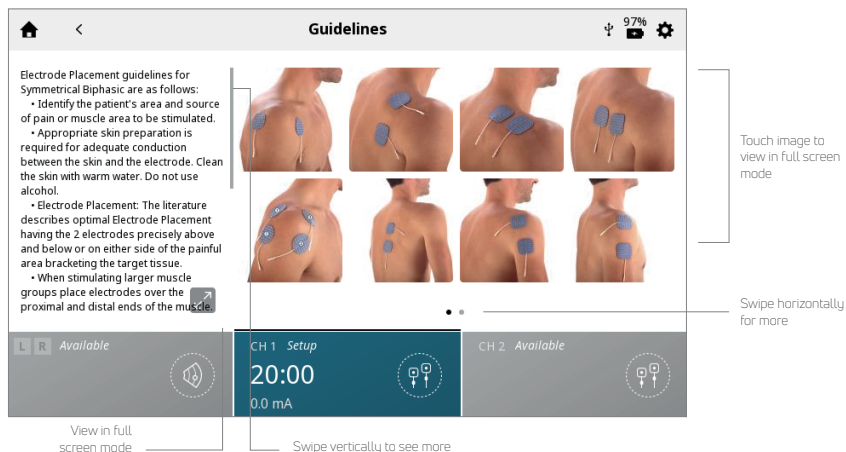 Guidelines
97%
Electrode Placement guidelines for
Symmetrical Biphasic are as follows:
• Identify the patient's area and source
of pain or muscle area to be stimulated.
• Appropriate skin preparation is
required for adequate conduction
between the skin and the electrode. Clean
the skin with warm water. Do not use
alcohol.
• Electrode Placement: The literature
describes optimal Electrode Placement
having the 2 electrodes precisely above
and below or on either side of the painful
area bracketing the target tissue.
• When stimulating larger muscle
groups place electrodes over the
proximal and distal ends of the muscle.
Touch image to
view in full screen
mode
Swipe horizontally
for more
L R Available
CH 1 Setup
20:00
0.0 mA
CH 2 Available
View in full
screen mode
Swipe vertically to see more